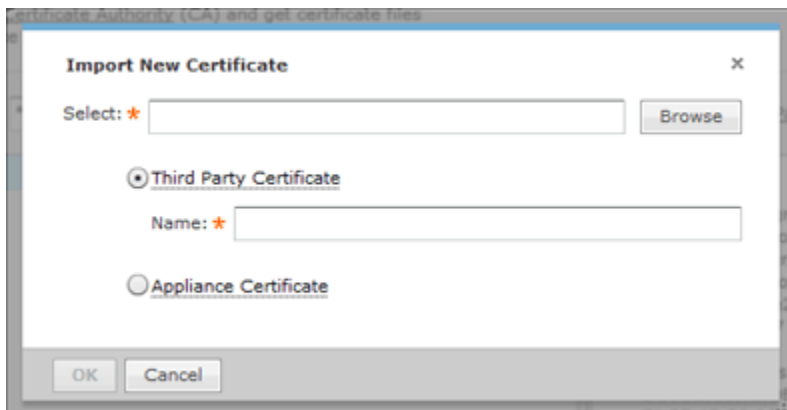 Certificate Authority (CA) and get certificate files
Import New Certificate
Select: * Browse
Third Party Certificate
Name: *
Appliance Certificate
OK Cancel